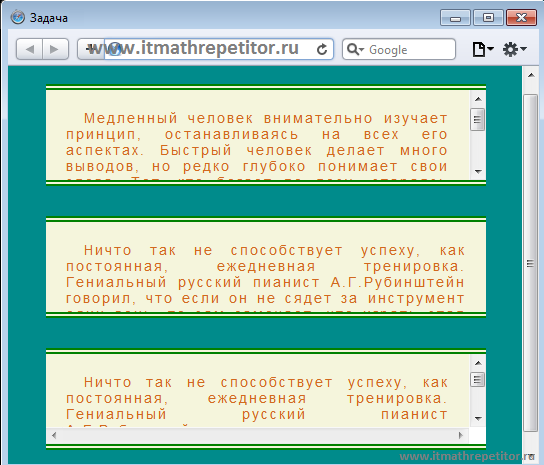 Задача
www.itmathrepetitor.ru
Google
Медленный человек внимательно изучает
принцип, останавливаясь на всех его
аспектах. Быстрый человек делает много
выводов, но редко глубоко понимает свои
Ничто так не способствует успеху, как
постоянная, ежедневная тренировка.
Гениальный русский пианист А.Г.Рубинштейн
говорил, что если он не сядет за инструмент
Ничто так не способствует успеху, как
постоянная, ежедневная тренировка.
Гениальный русский пианист
www.itmathrepetitor.ru